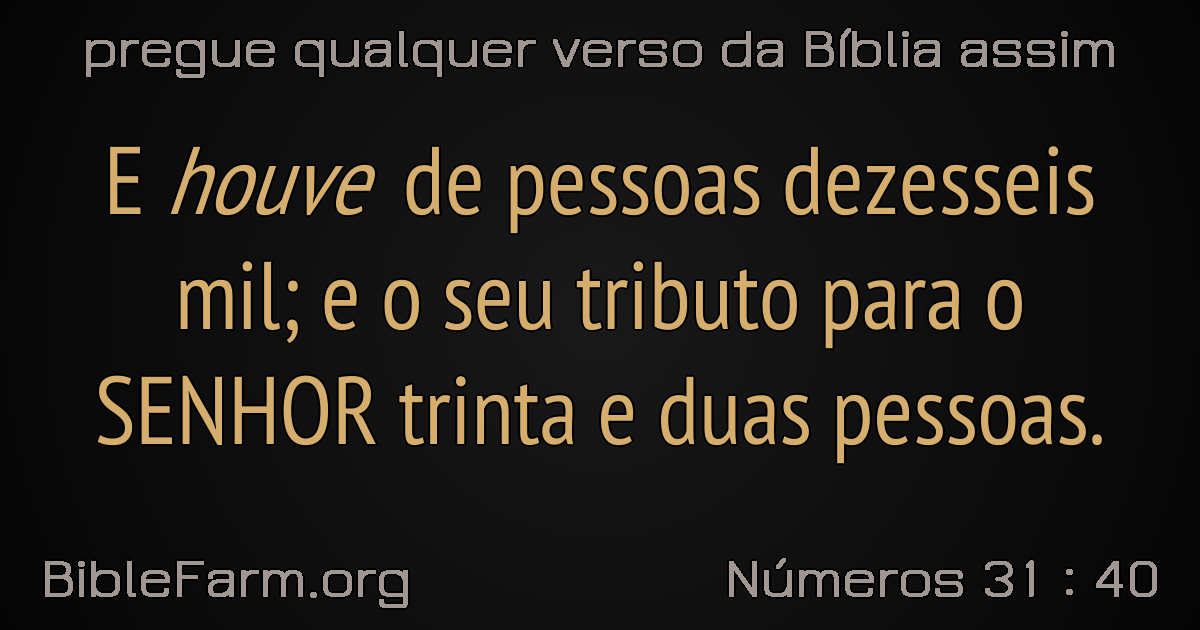 pregue qualquer verso da Bíblia assim
E houve de pessoas dezesseis
mil; e o seu tributo para o
SENHOR trinta e duas pessoas.
BibleFarm.org
Números 31 : 40